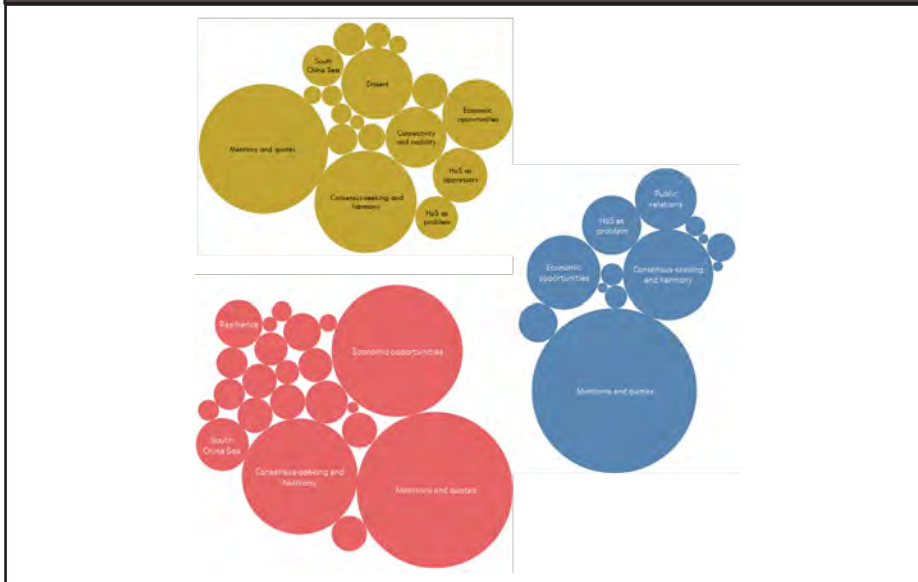 South
China Sea
Dissent
Economic
opportunities
Mentions and quotes
Connectivity
and mobility
HoS as
oppressors
Consensus-seeking and
harmony
HoS as
problem
Public
relations
HoS as
problem
Economic
opportunities
Consensus-seeking
and harmony
Mentions and quotes
Resilience
Economic opportunities
South
China Sea
Consensus-seeking and
harmony
Mentions and quotes